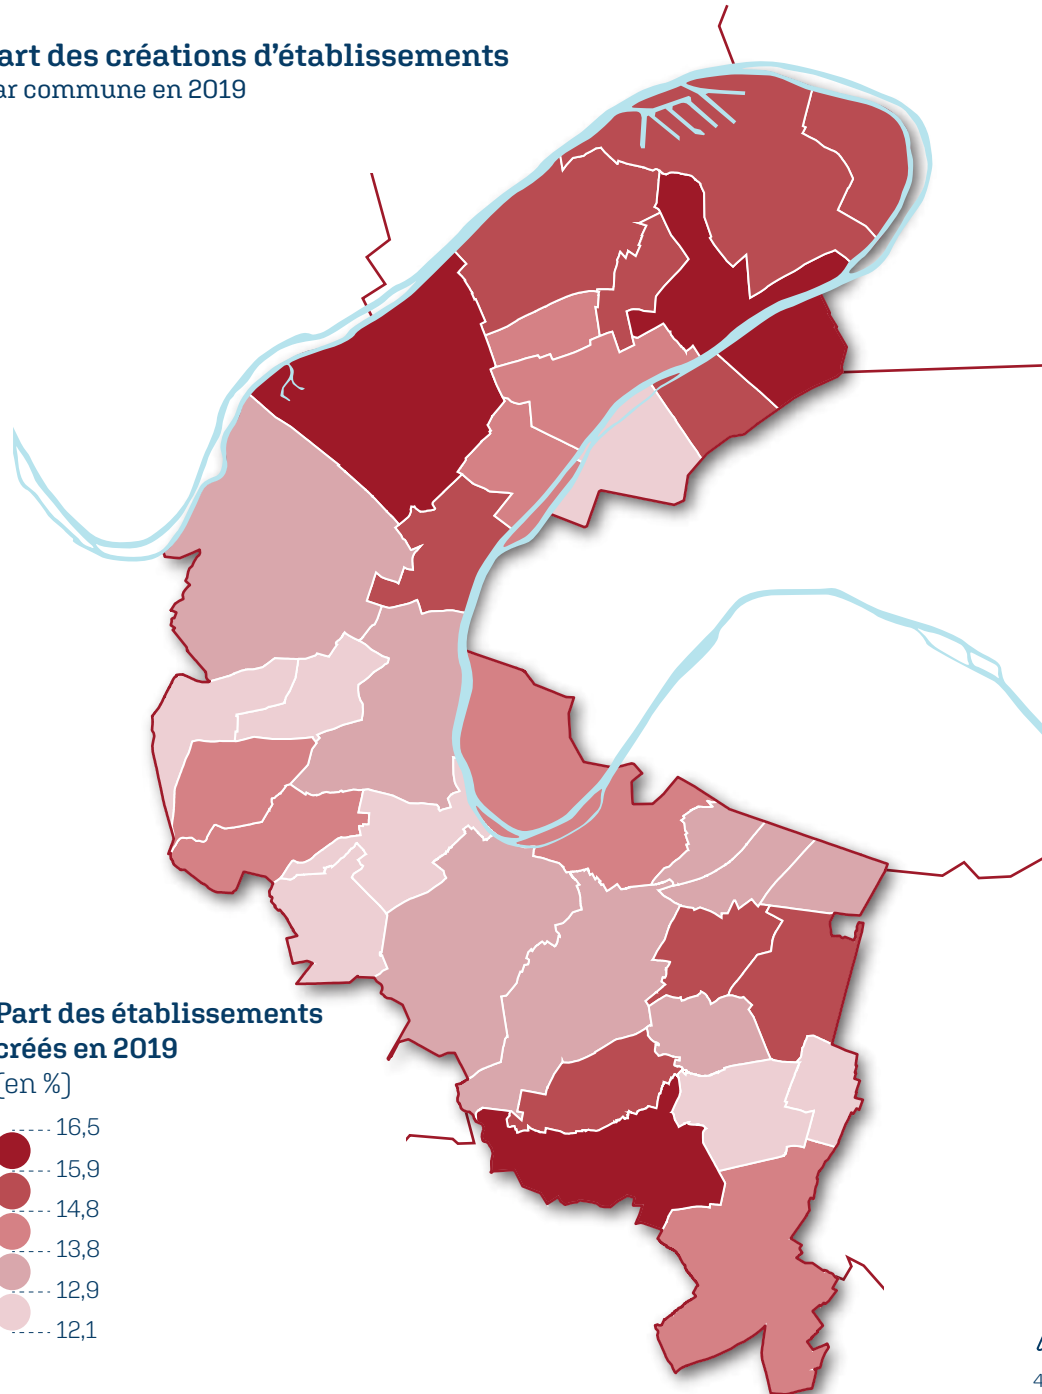 art des créations d’établissements
ar commune en 2019
Part des établissements
créés en 2019
(en %)
16,5
15,9
14,8
13,8
12,9
12,1
4